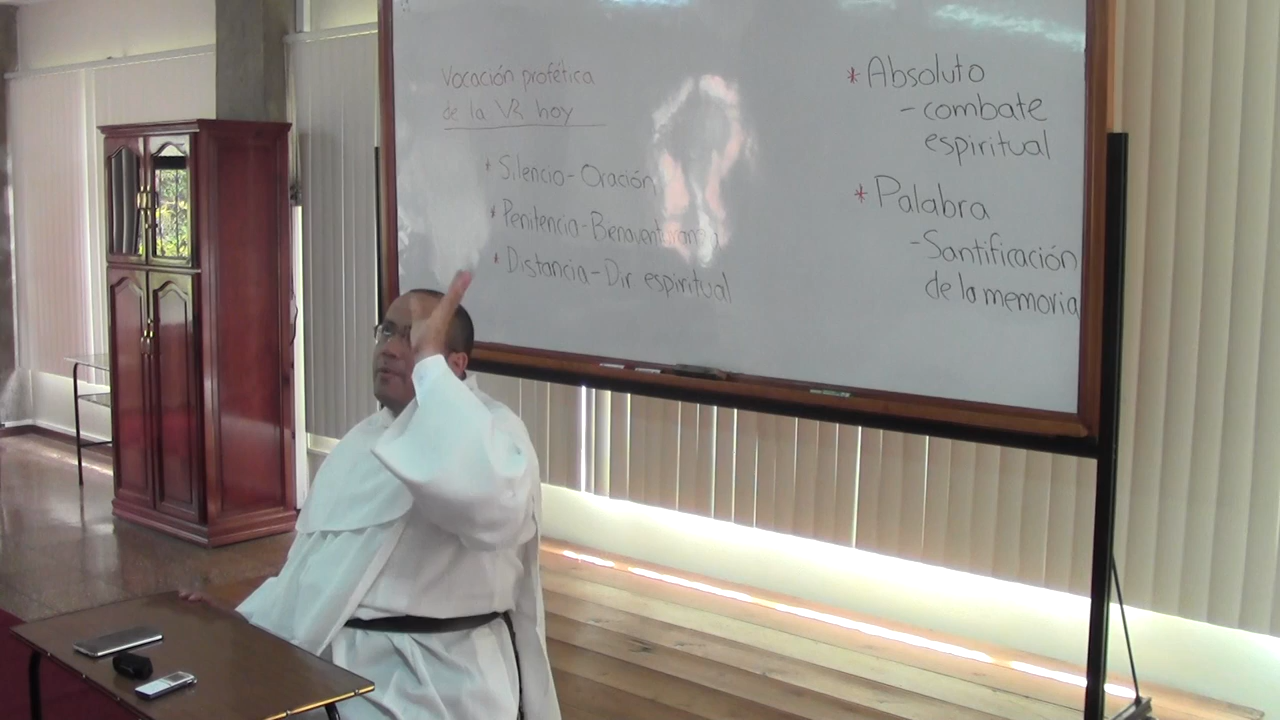 Vocación profética
de la VR hoy
* Silencio - Oración
* Penitencia - Benaventuranza
* Distancia - Dir espiritual
* Absoluto
- combate
espiritual
* Palabra
- Santificación
de la memoria